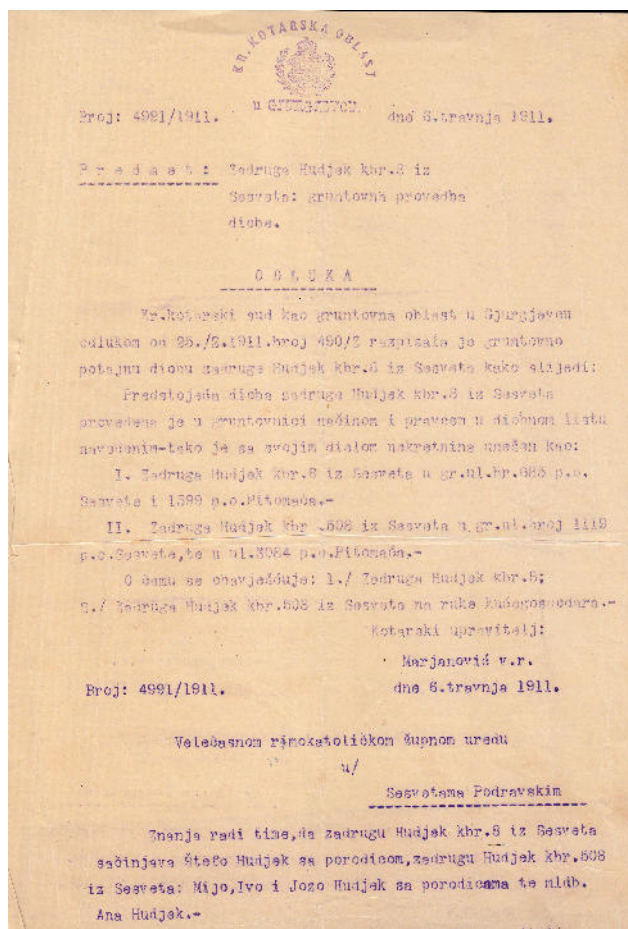 KR. KOTARSKA OBLAST
u GJURGJEVCU.
Broj: 4991/1911. dne 6.travnja 1911.
Predmet: Zadruga Hudjek kbr.8 iz
Sesveta: gruntovna provedba
diobe.
ODLUKA
Kr.kotarski sud kao gruntovna oblast u Gjurgjevcu
odlukom od 25./2.1911.broj 490/2 razpisala je gruntovno
potajnu diobu zadruge Hudjek kbr.8 iz Sesveta kako slijedi:
Predstojeća dioba zadruge Hudjek kbr.8 iz Sesveta
provedena je u gruntovnici načinom i pravcem u diobnom listu
navedenim-tako je sa svojim dielom nekretnina unešen kao:
I. Zadruga Hudjek kbr.8 iz Sesveta u gr.ul.br.685 p.o.
Sesvete i 1599 p.o.Pitomača.-
II. Zadruga Hudjek kbr .508 iz Sesveta u gr.ul.broj 1119
p.o.Sesvete,te u ul.3084 p.o.Pitomača.-
O čemu se obavješćuje: 1./ Zadruga Hudjek kbr.8;
2./ Zadruga Hudjek kbr.508 iz Sesveta na ruke kućegospodara.-
Kotarski upravitelj:
Marjanović v.r.
Broj: 4991/1911. dne 6.travnja 1911.
Velečasnom rimokatoličkom župnom uredu
u/
Sesvetama Podravskim
Znanja radi time,da zadrugu Hudjek kbr.8 iz Sesveta
sačinjava Štefo Hudjek sa porodicom,zadrugu Hudjek kbr.508
iz Sesveta: Mijo,Ivo i Jozo Hudjek sa porodicama te mldb.
Ana Hudjek.-